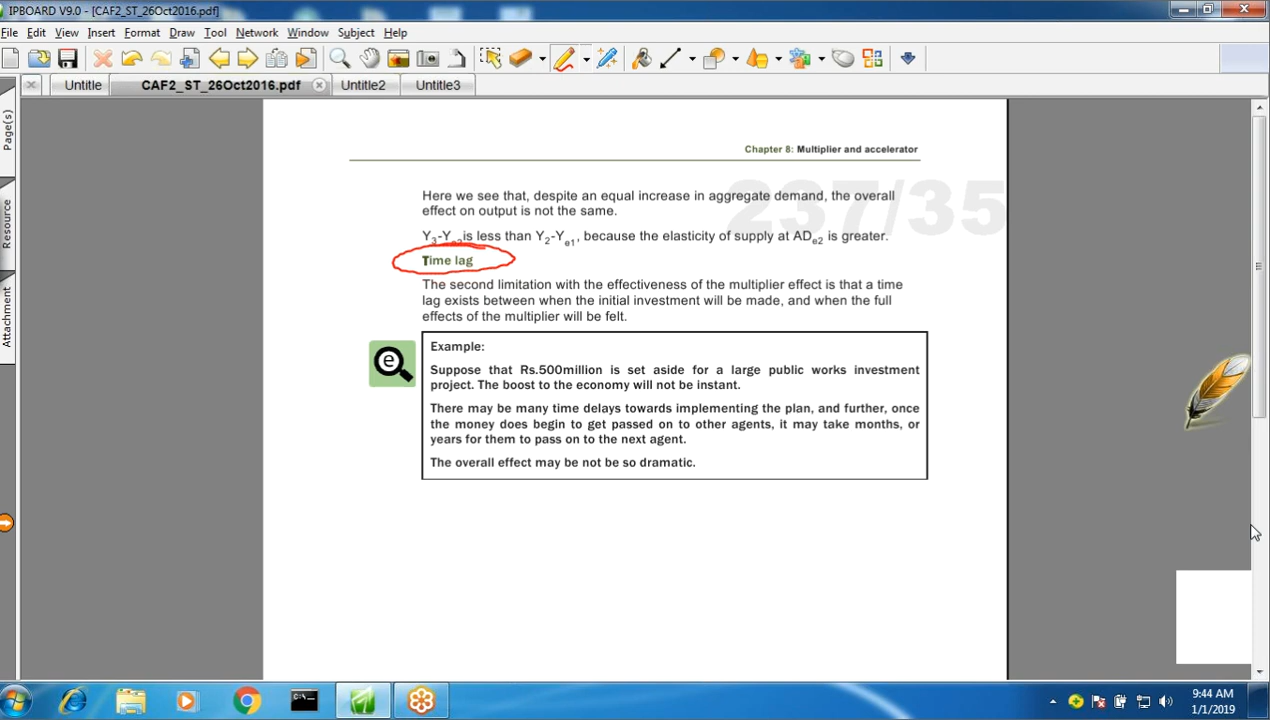 IPBOARD V9.0 - [CAF2_ST_26Oct2016.pdf]
File Edit View Insert Format Draw Tool Network Window Subject Help
Untitle CAF2_ST_26Oct2016.pdf Untitle2 Untitle3
Page(s)
Resource
Attachment
Chapter 8: Multiplier and accelerator
237/35
Here we see that, despite an equal increase in aggregate demand, the overall
effect on output is not the same.
Y3-Ye2 is less than Y2-Ye1, because the elasticity of supply at ADe2 is greater.
Time lag
The second limitation with the effectiveness of the multiplier effect is that a time
lag exists between when the initial investment will be made, and when the full
effects of the multiplier will be felt.
e
Example:
Suppose that Rs.500million is set aside for a large public works investment
project. The boost to the economy will not be instant.
There may be many time delays towards implementing the plan, and further, once
the money does begin to get passed on to other agents, it may take months, or
years for them to pass on to the next agent.
The overall effect may be not be so dramatic.
9:44 AM
1/1/2019